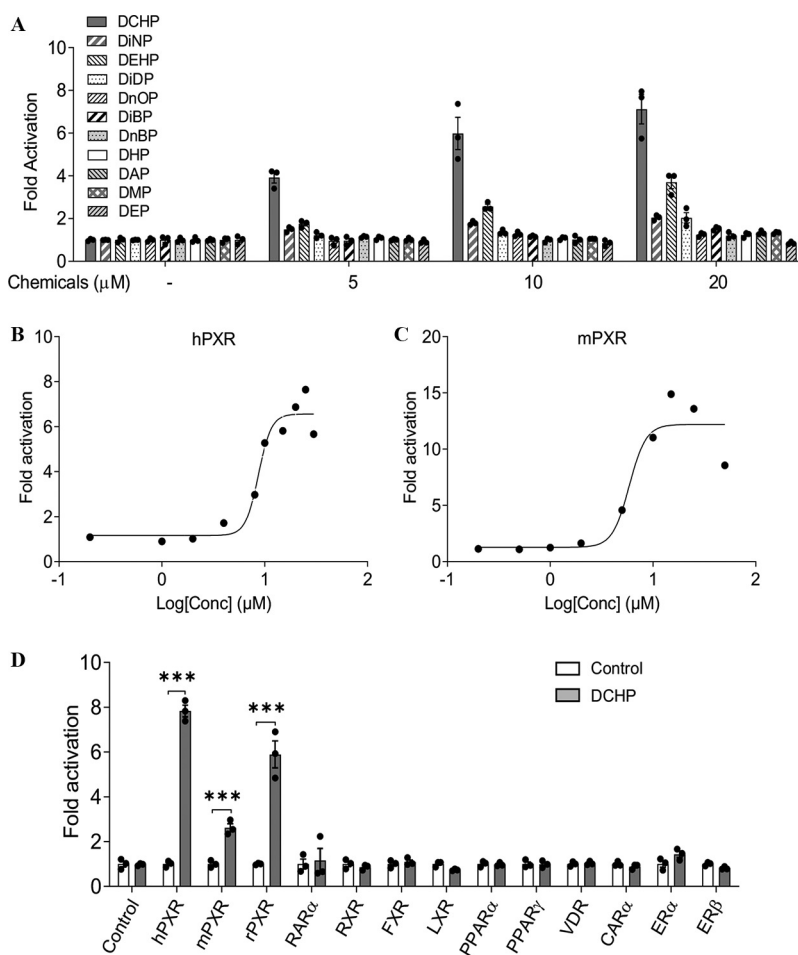 A
DCHP
DiNP
DEHP
DiDP
DnOP
DiBP
DnBP
DHP
DAP
DMP
DEP
Fold Activation
10
8
6
4
2
0
Chemicals (µM)
-
5
10
20
B
hPXR
Fold activation
10
8
6
4
2
0
-1
0
1
2
Log[Conc] (µM)
C
mPXR
Fold activation
20
15
10
5
0
-1
0
1
2
Log[Conc] (µM)
D
Control
DCHP
Fold activation
10
8
6
4
2
0
***
***
***
Control
hPXR
mPXR
rPXR
RARα
RXR
FXR
LXR
PPARα
PPARγ
VDR
CARα
ERα
ERβ